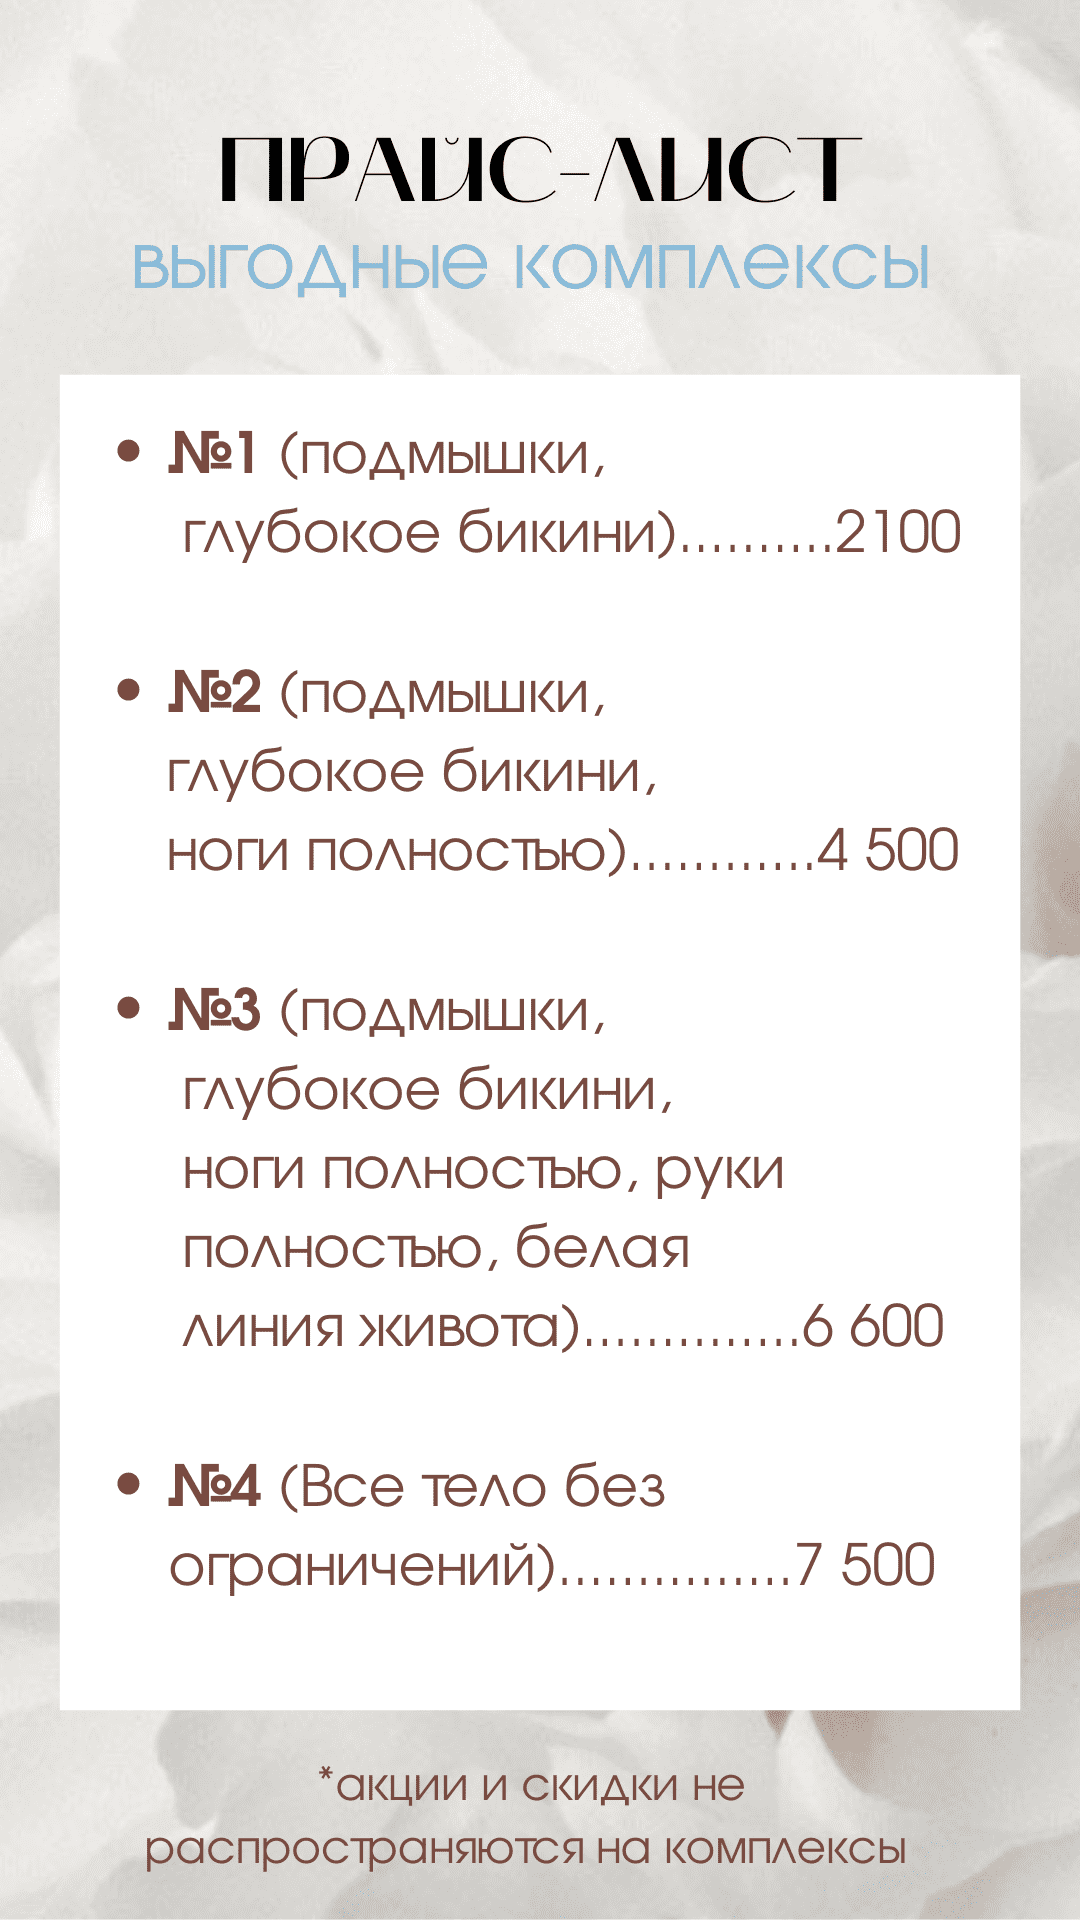 ПРАЙС-ЛИСТ
выгодные комплексы
• №1 (подмышки,
глубокое бикини)..........2100
• №2 (подмышки,
глубокое бикини,
ноги полностью)............4 500
• №3 (подмышки,
глубокое бикини,
ноги полностью, руки
полностью, белая
линия живота)..............6 600
• №4 (Все тело без
ограничений)...............7 500
*акции и скидки не
распространяются на комплексы